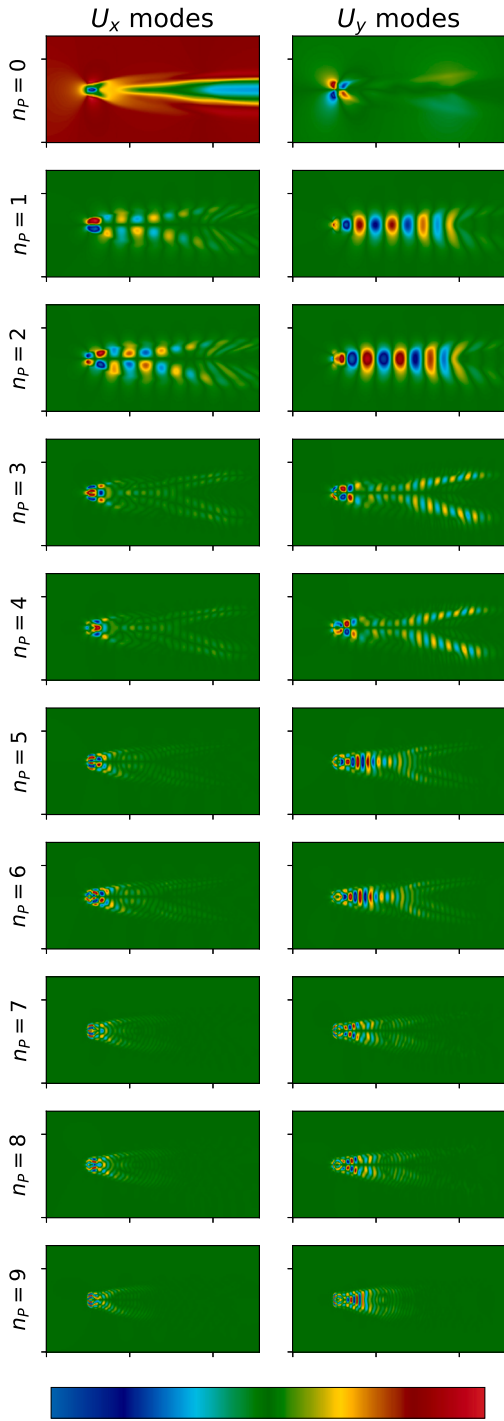 U_x modes U_y modes
n_P = 0
n_P = 1
n_P = 2
n_P = 3
n_P = 4
n_P = 5
n_P = 6
n_P = 7
n_P = 8
n_P = 9